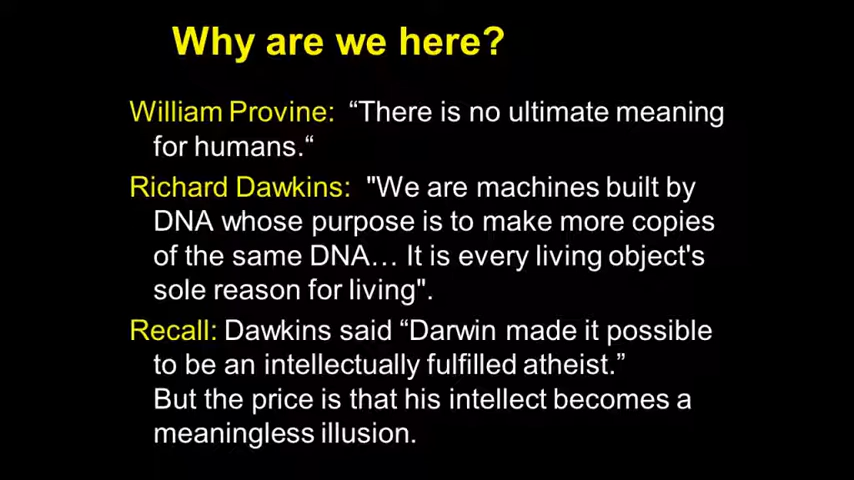 Why are we here?
William Provine: “There is no ultimate meaning
for humans.“
Richard Dawkins: "We are machines built by
DNA whose purpose is to make more copies
of the same DNA… It is every living object's
sole reason for living".
Recall: Dawkins said “Darwin made it possible
to be an intellectually fulfilled atheist.”
But the price is that his intellect becomes a
meaningless illusion.